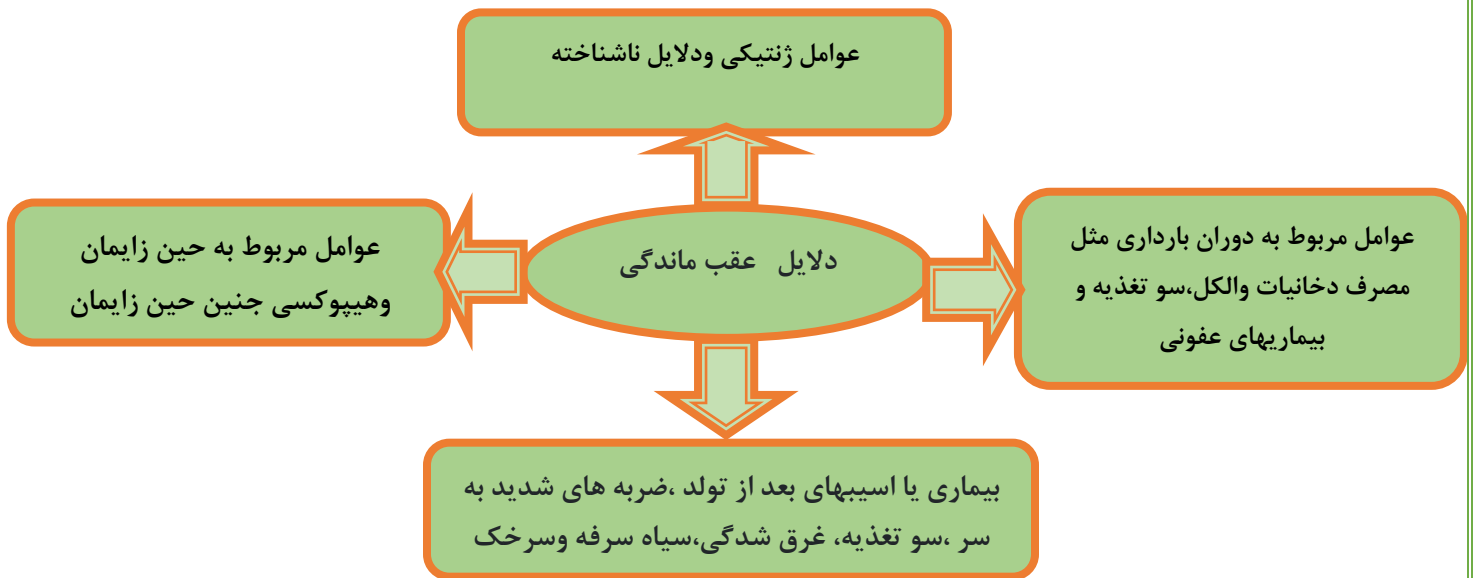 عوامل ژنتیکی ودلایل ناشناخته
عوامل مربوط به دوران بارداری مثل
مصرف دخانیات والکل،سو تغذیه و
بیماریهای عفونی
دلایل عقب ماندگی
عوامل مربوط به حین زایمان
وهیپوکسی جنین حین زایمان
بیماری یا اسیبهای بعد از تولد ،ضربه های شدید به
سر ،سو تغذیه، غرق شدگی،سیاه سرفه وسرخک